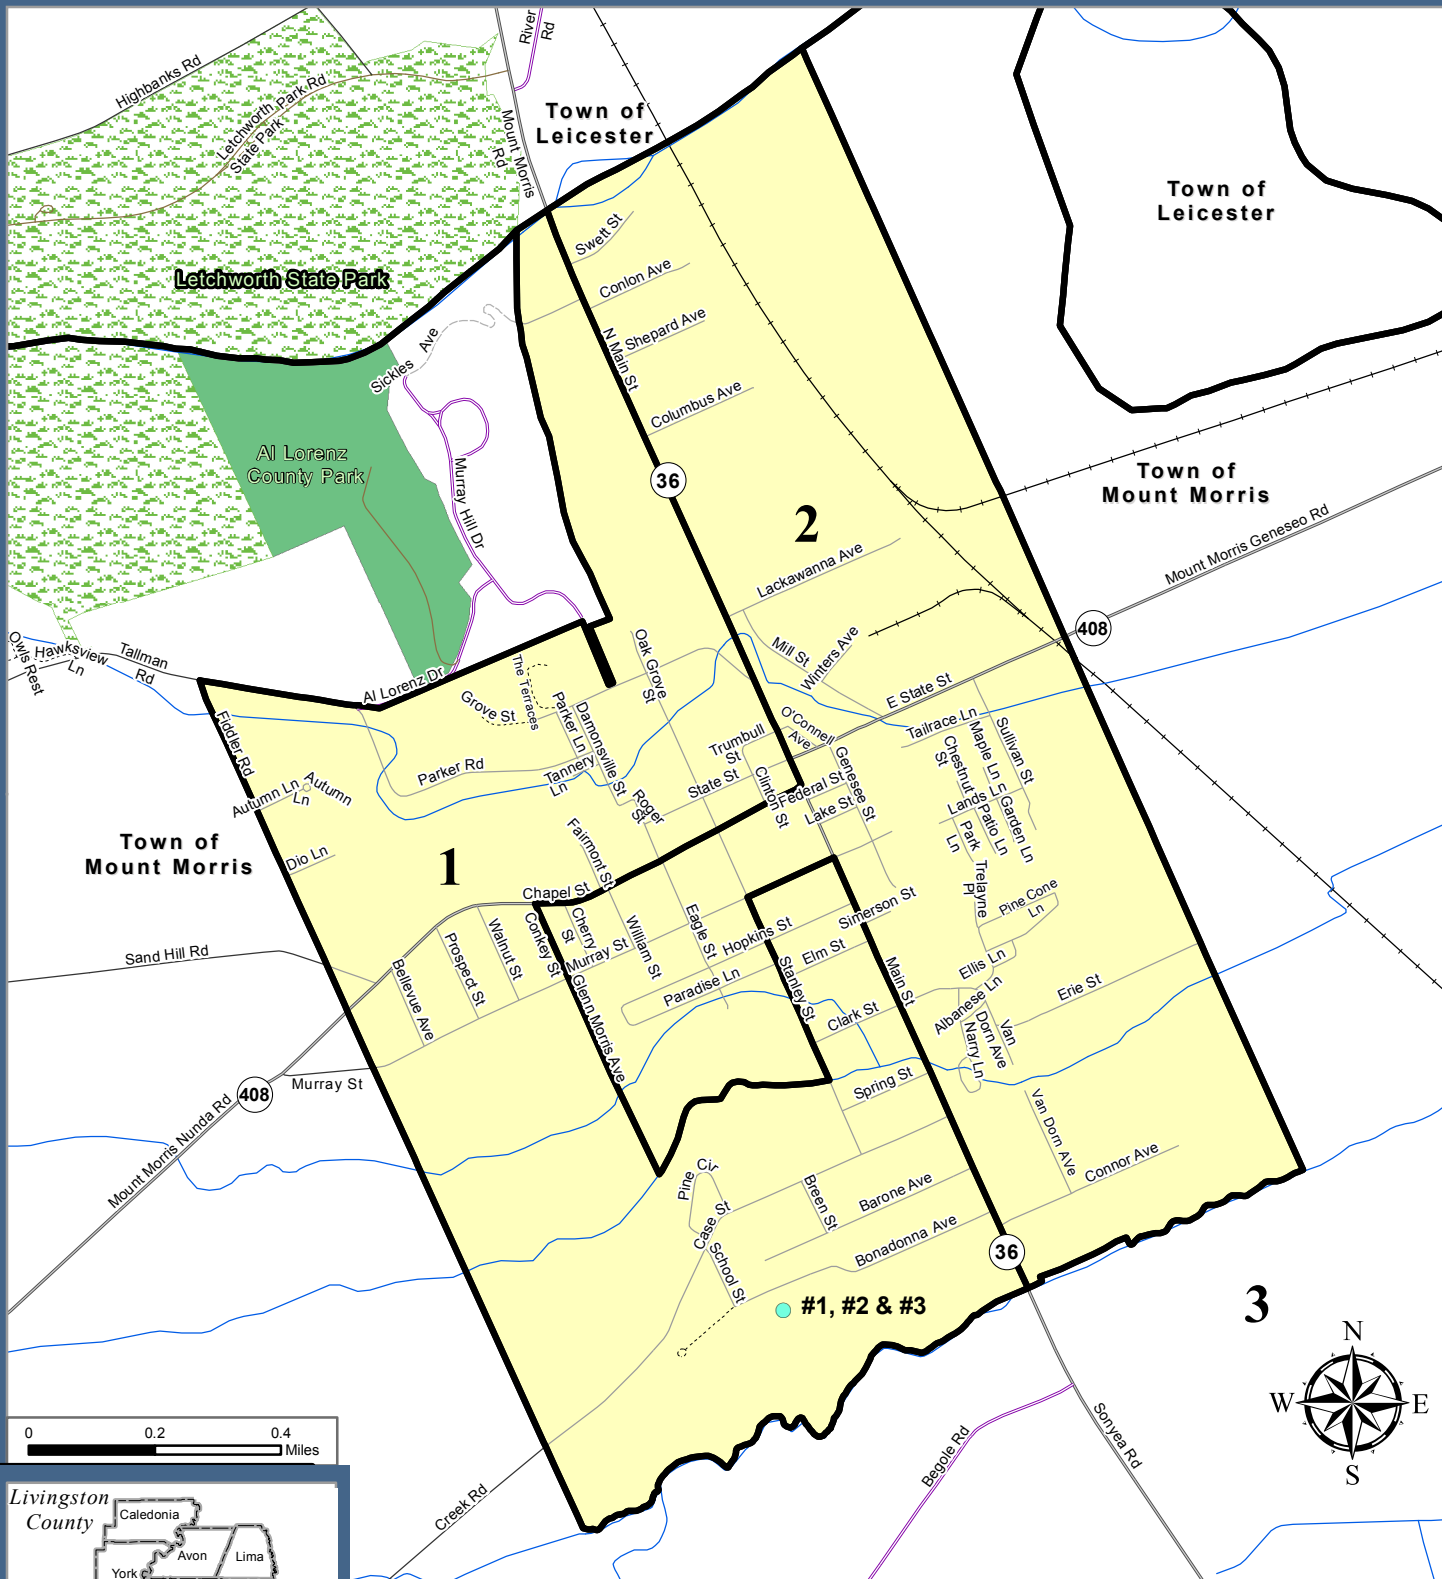 Highbanks Rd
Letchworth Park Rd
State Park
River
Rd
Mount Morris
Rd
Town of
Leicester
Town of
Leicester
Swett St
Letchworth State Park
Conlon Ave
Shepard Ave
N Main St
Sickles Ave
Columbus Ave
Al Lorenz
County Park
36
Murray Hill Dr
2
Town of
Mount Morris
Mount Morris Geneseo Rd
Lackawanna Ave
408
Owls Rest
Hawksview
Ln
Tallman
Rd
Al Lorenz Dr
The Terraces
Oak Grove
St
Mill St
Winters Ave
E State St
Grove St
Parker Ln
Damonsville St
Fiddler Rd
Trumbull
St
O'Connell
Ave
Tailrace Ln
Maple Ln
Sullivan St
Chestnut
St
Parker Rd
Tannery
Ln
State St
Clinton St
Genesee St
Federal St
Lake St
Autumn Ln
Autumn
Ln
Roger
St
Lands Ln
Garden Ln
Patio Ln
Park
Ln
Town of
Mount Morris
Dio Ln
1
Fairmont St
Chapel St
Trelayne
Pl
Pine Cone
Ln
Simerson St
Conkey St
Cherry
St
William St
Murray St
Eagle St
Hopkins St
Elm St
Walnut St
Prospect St
Bellevue Ave
Sand Hill Rd
Glenn Morris Ave
Paradise Ln
Stanley St
Main St
Ellis Ln
Albanese Ln
Erie St
Clark St
Van
Dorn Ave
Narry Ln
Murray St
408
Mount Morris Nunda Rd
Spring St
Van Dorn Ave
Connor Ave
Pine Cir
Case St
School St
Breen St
Barone Ave
Bonadonna Ave
36
#1, #2 & #3
3
N
W
E
S
0
0.2
0.4
Miles
Begole Rd
Sonyea Rd
Creek Rd
Livingston
County
Caledonia
Avon
Lima
York